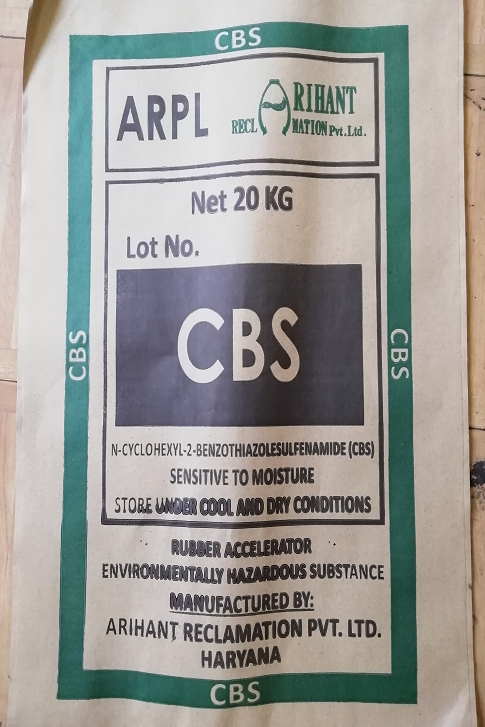 CBS
ARPL
ARIHANT
RECLAMATION Pvt.Ltd.
Net 20 KG
Lot No.
CBS
CBS
CBS
N-CYCLOHEXYL-2-BENZOTHIAZOLESULFENAMIDE (CBS)
SENSITIVE TO MOISTURE
STORE UNDER COOL AND DRY CONDITIONS
RUBBER ACCELERATOR
ENVIRONMENTALLY HAZARDOUS SUBSTANCE
MANUFACTURED BY:
ARIHANT RECLAMATION PVT. LTD.
HARYANA
CBS